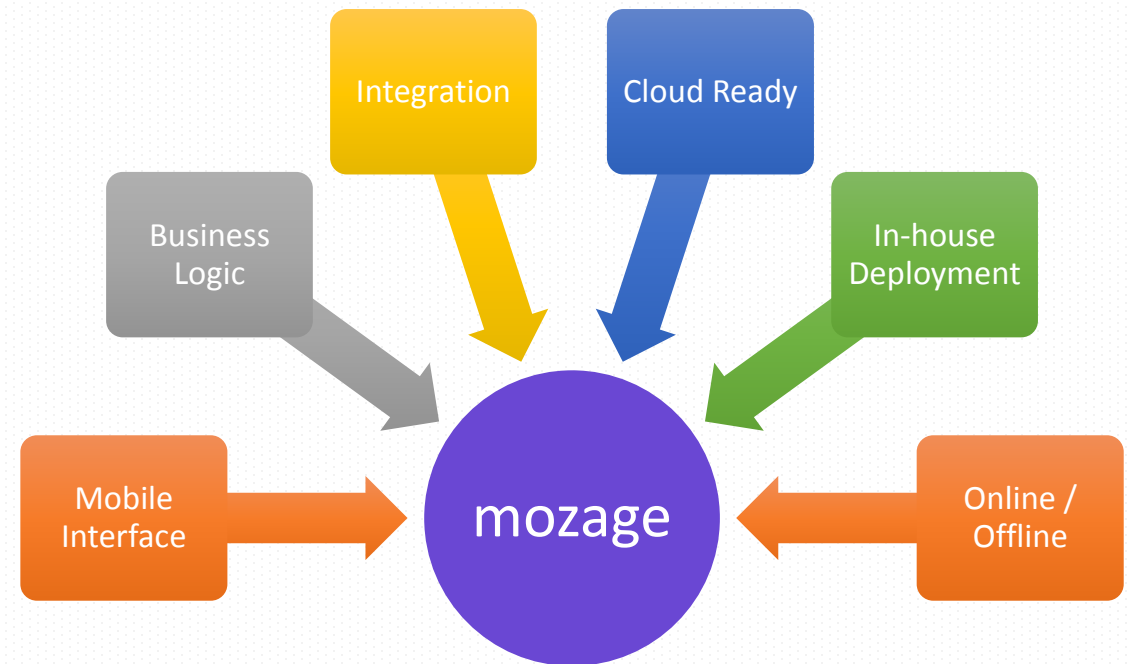 Integration
Cloud Ready
Business
Logic
In-house
Deployment
Mobile
Interface
mozage
Online /
Offline